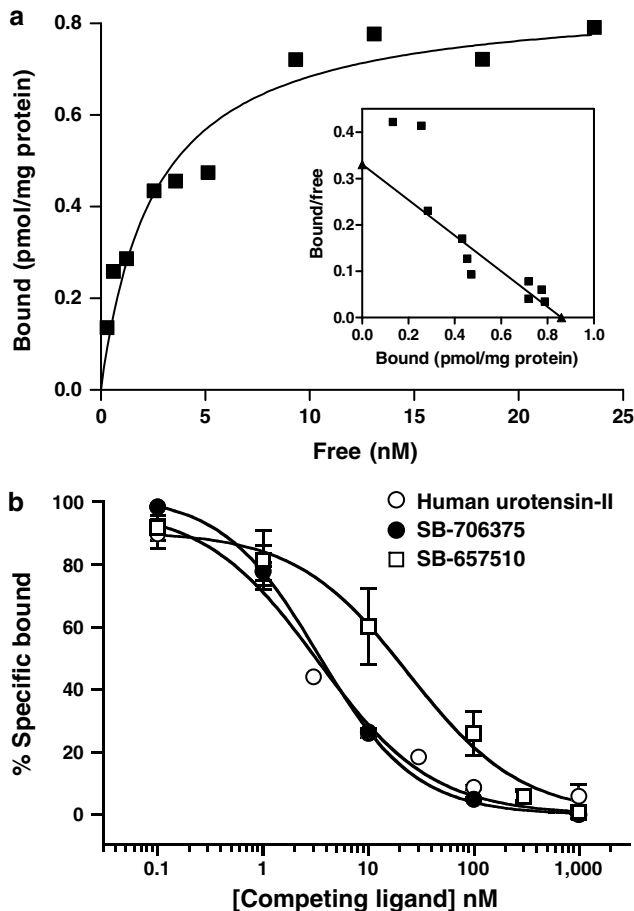 a
Bound (pmol/mg protein)
0.8
0.6
0.4
0.2
0.0
0 5 10 15 20 25
Free (nM)
Bound/free
0.4
0.3
0.2
0.1
0.0
0.0 0.2 0.4 0.6 0.8 1.0
Bound (pmol/mg protein)
b
% Specific bound
100
80
60
40
20
0
0.1 1 10 100 1,000
[Competing ligand] nM
Human urotensin-II
SB-706375
SB-657510